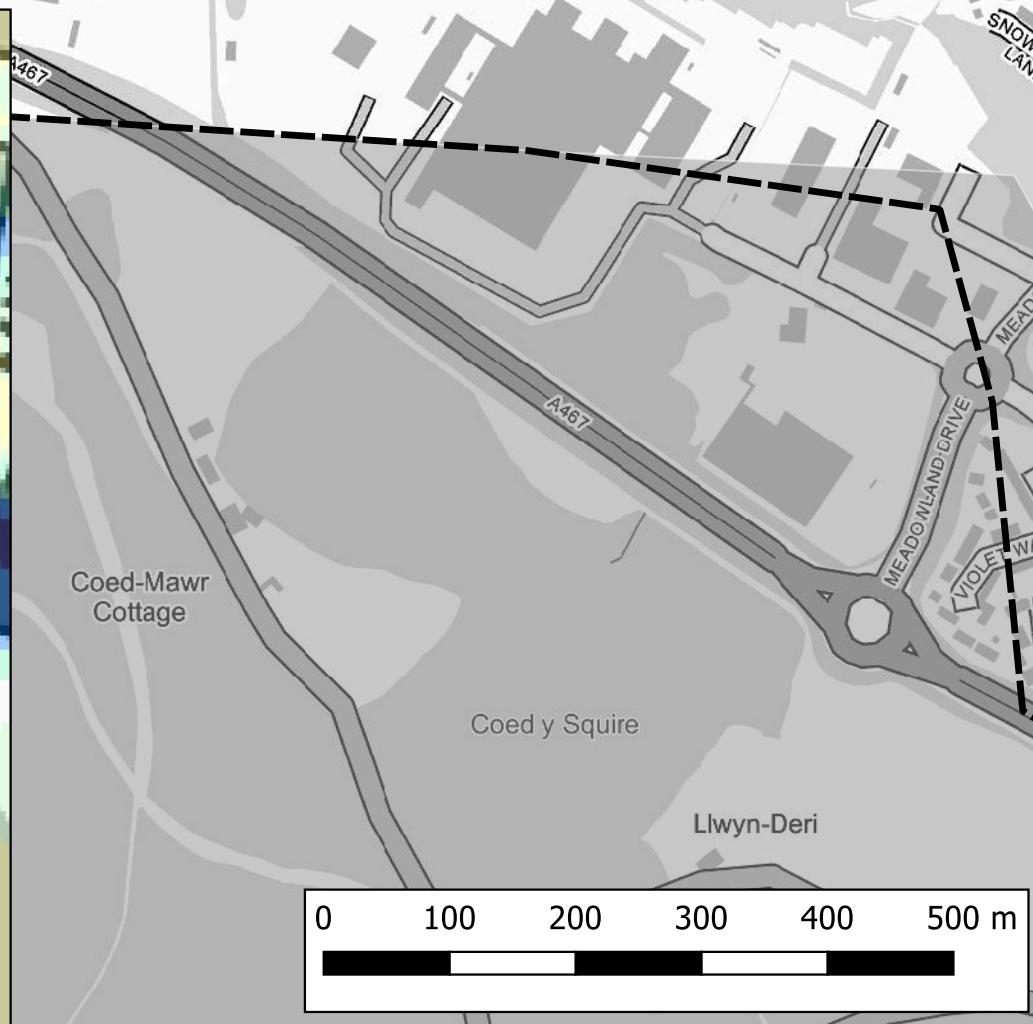 SNOW
LAN
A467
MEAD
A467
MEADOWLAND DRIVE
VIOLET WA
Coed-Mawr
Cottage
Coed y Squire
Llwyn-Deri
0 100 200 300 400 500 m